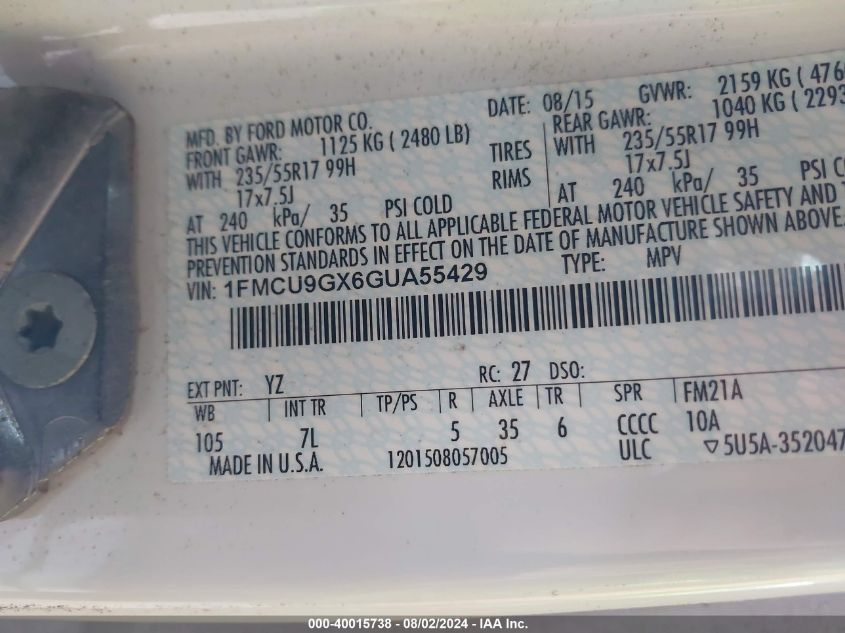 MFD. BY FORD MOTOR CO.
DATE: 08/15 GVWR: 2159 KG ( 476
FRONT GAWR: 1125 KG ( 2480 LB) REAR GAWR: 1040 KG ( 2293
WITH 235/55R17 99H TIRES WITH 235/55R17 99H
17x7.5J RIMS 17x7.5J
AT 240 kPa/ 35 PSI COLD AT 240 kPa/ 35 PSI C
THIS VEHICLE CONFORMS TO ALL APPLICABLE FEDERAL MOTOR VEHICLE SAFETY AND T
PREVENTION STANDARDS IN EFFECT ON THE DATE OF MANUFACTURE SHOWN ABOVE.
VIN: 1FMCU9GX6GUA55429 TYPE: MPV
EXT PNT: YZ RC: 27 DSO:
WB INT TR TP/PS R AXLE TR SPR FM21A
105 7L 5 35 6 CCCC 10A
MADE IN U.S.A. 1201508057005 ULC 5U5A-352047
000-40015738 - 08/02/2024 - IAA Inc.